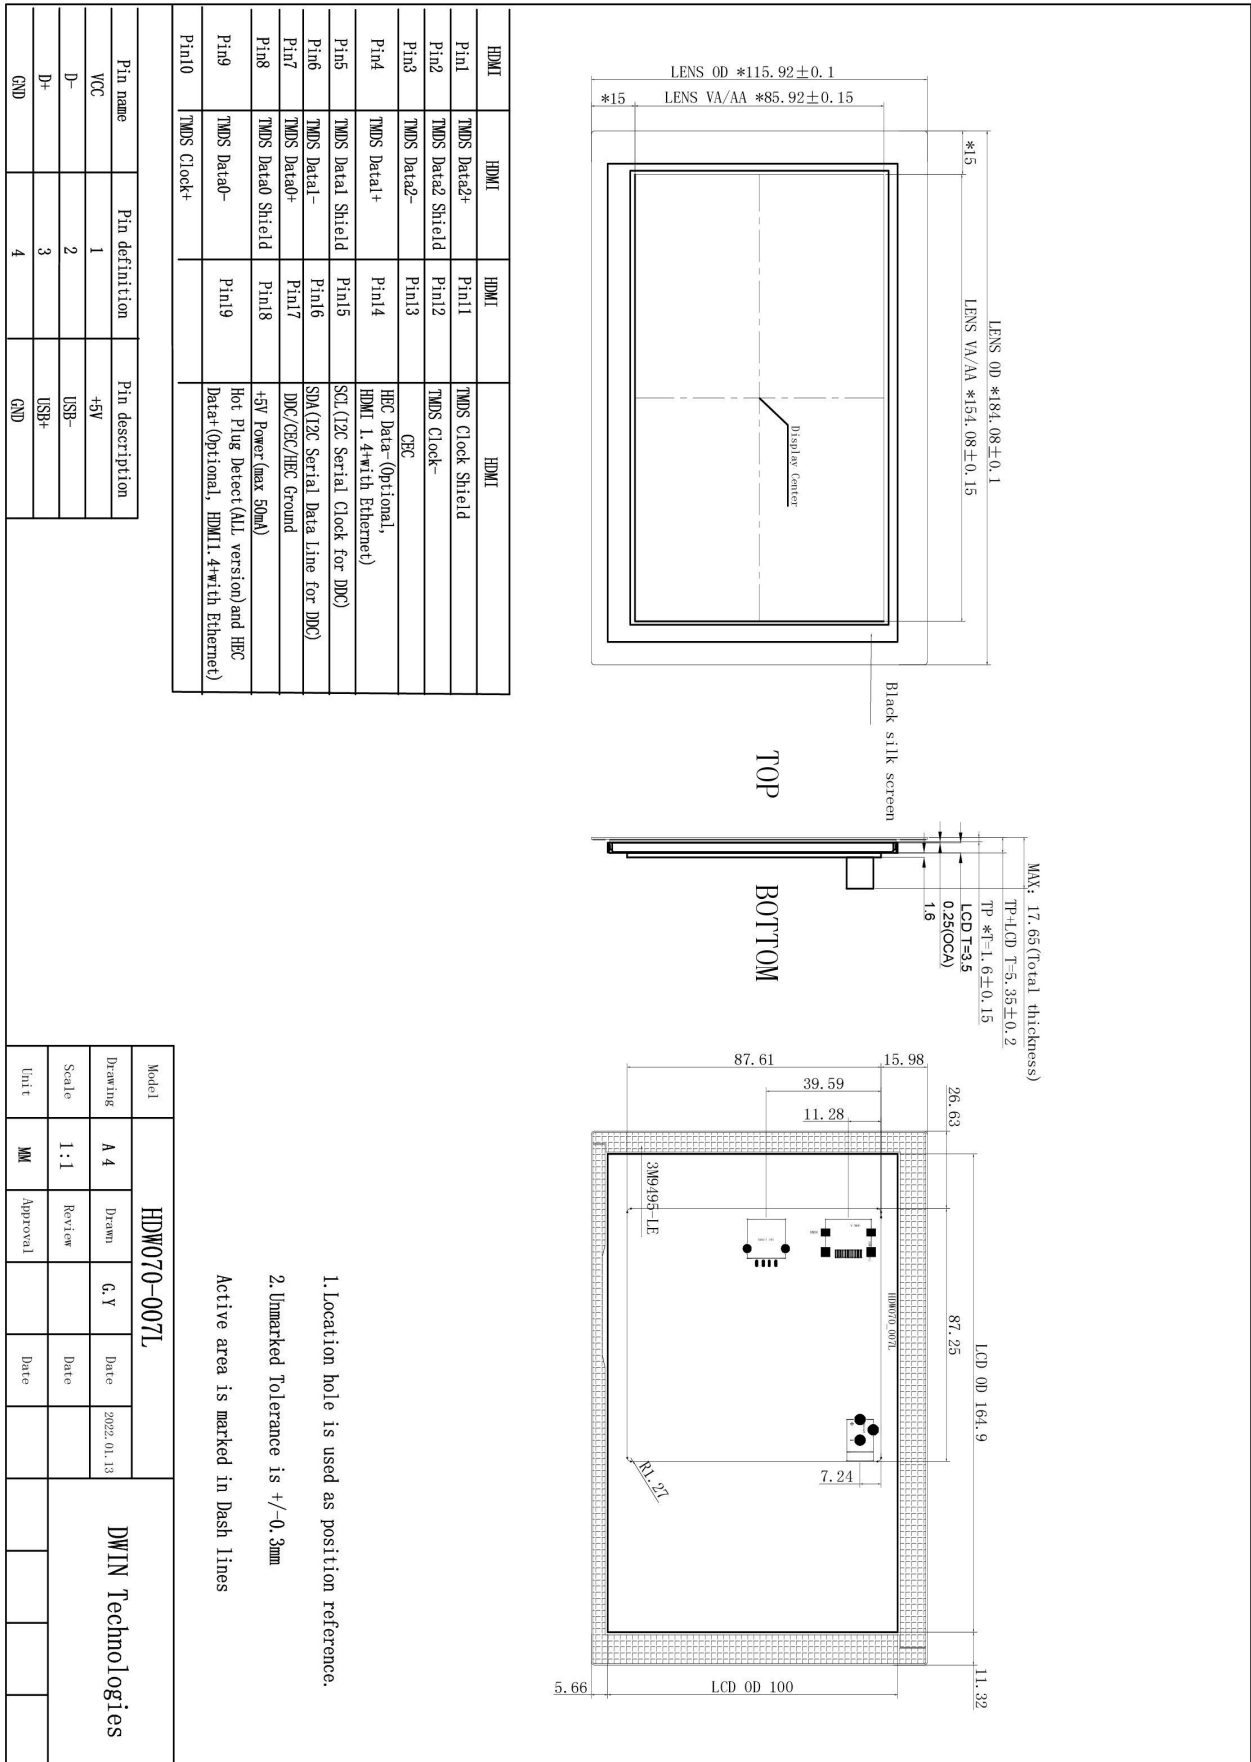 LENS OD *184.08±0.1
LENS VA/AA *154.08±0.15
*15
LENS OD *115.92±0.1
LENS VA/AA *85.92±0.15
*15
Display Center
Black silk screen
TOP
BOTTOM
MAX: 17.65(Total thickness)
TP+LCD T=5.35±0.2
TP *T=1.6±0.15
LCD T=3.5
0.25(OCA)
1.6
LCD OD 164.9
11.32
26.63
87.25
15.98
87.61
39.59
11.28
7.24
R1.27
3M9495-LE
HDW070_007L
LCD OD 100
5.66
HDMI HDMI HDMI HDMI
Pin1 TMDS Data2+ Pin11 TMDS Clock Shield
Pin2 TMDS Data2 Shield Pin12 TMDS Clock-
Pin3 TMDS Data2- Pin13 CEC
Pin4 TMDS Data1+ Pin14 HEC Data-(Optional,
HDMI 1.4+with Ethernet)
Pin5 TMDS Data1 Shield Pin15 SCL(I2C Serial Clock for DDC)
Pin6 TMDS Data1- Pin16 SDA(I2C Serial Data Line for DDC)
Pin7 TMDS Data0+ Pin17 DDC/CEC/HEC Ground
Pin8 TMDS Data0 Shield Pin18 +5V Power(max 50mA)
Pin9 TMDS Data0- Pin19 Hot Plug Detect(ALL version)and HEC
Data+(Optional, HDMI1.4+with Ethernet)
Pin10 TMDS Clock+
Pin name Pin definition Pin description
VCC 1 +5V
D- 2 USB-
D+ 3 USB+
GND 4 GND
1.Location hole is used as position reference.
2.Unmarked Tolerance is +/-0.3mm
Active area is marked in Dash lines
Model HDW070-007L DWIN Technologies
Drawing A4 Drawn G.Y Date 2022.01.13
Scale 1:1 Review Date
Unit MM Approval Date